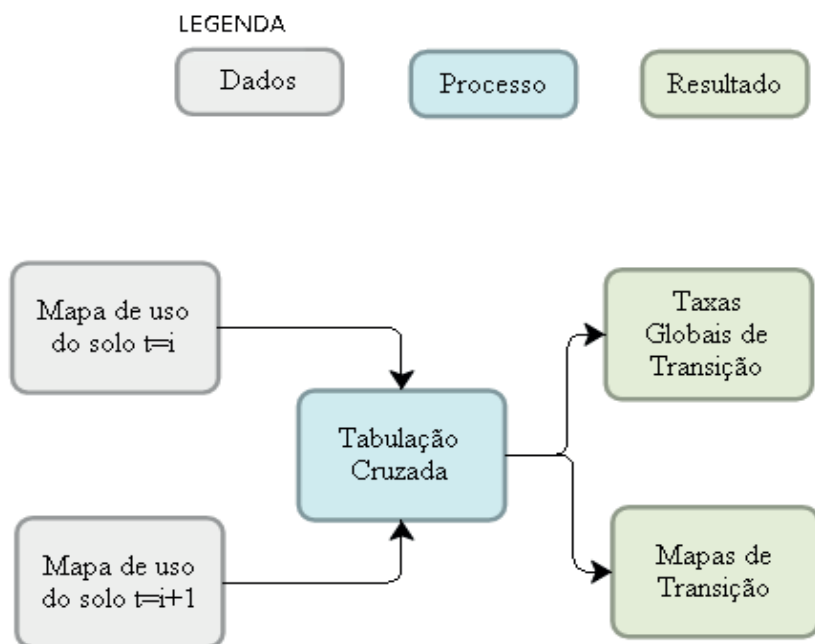 LEGENDA
Dados
Processo
Resultado
Mapa de uso
do solo t=i
Taxas
Globais de
Transição
Tabulação
Cruzada
Mapa de uso
do solo t=i+1
Mapas de
Transição